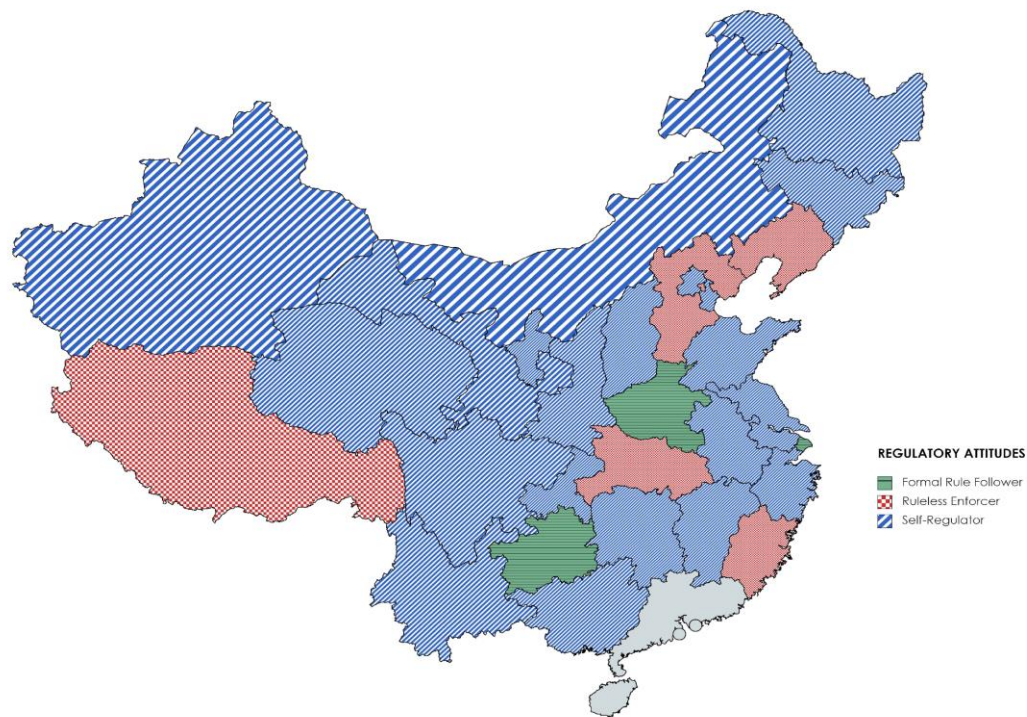 REGULATORY ATTITUDES
Formal Rule Follower
Ruleless Enforcer
Self-Regulator